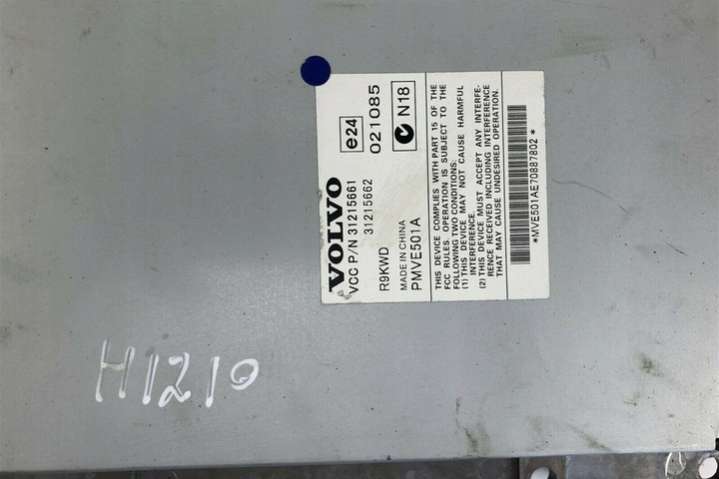 VOLVO
VCC P/N 31215661
31215662
R9KWD
MADE IN CHINA
PMVE501A
e24
021085
N18
THIS DEVICE COMPLIES WITH PART 15 OF THE
FCC RULES. OPERATION IS SUBJECT TO THE
FOLLOWING TWO CONDITIONS:
(1) THIS DEVICE MAY NOT CAUSE HARMFUL
INTERFERENCE.
(2) THIS DEVICE MUST ACCEPT ANY INTERFE-
RENCE RECEIVED INCLUDING INTERFERENCE
THAT MAY CAUSE UNDESIRED OPERATION.
*MVE501AE70887802*
H1210